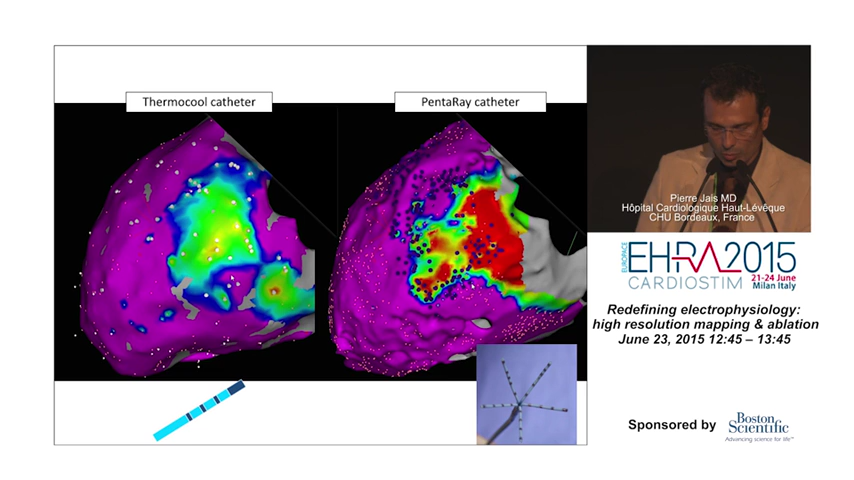 Thermocool catheter
PentaRay catheter
Pierre Jais MD
Hôpital Cardiologique Haut-Lévêque
CHU Bordeaux, France
EUROPACE
EHRA2015
CARDIOSTIM
21-24 June
Milan Italy
Redefining electrophysiology:
high resolution mapping & ablation
June 23, 2015 12:45 – 13:45
Sponsored by
Boston
Scientific
Advancing science for life™